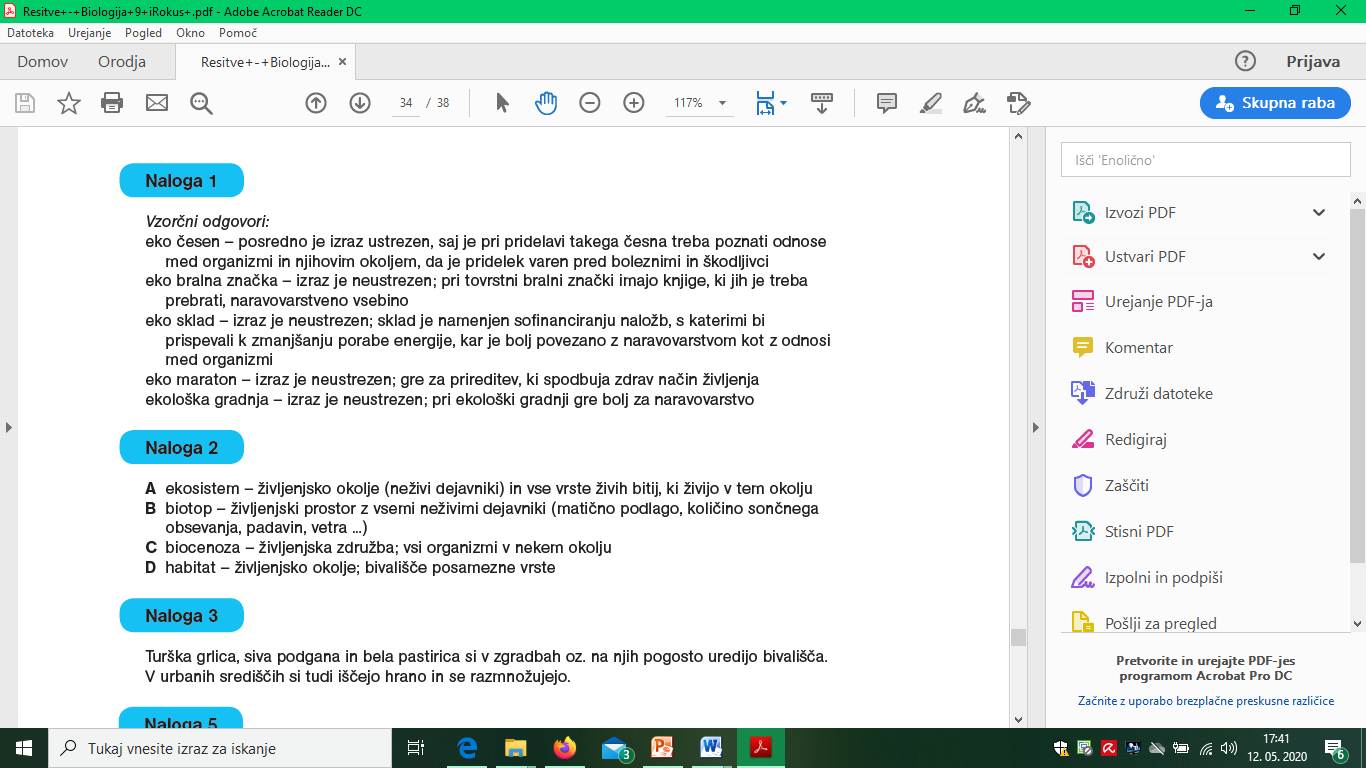 Resitve+-+Biologija+9+iRokus+.pdf - Adobe Acrobat Reader DC
Datoteka Urejanje Pogled Okno Pomoč
Domov Orodja Resitve+-+Biologija... × Prijava
34 / 38 117% Skupna raba
Naloga 1
Vzorčni odgovori:
eko česen – posredno je izraz ustrezen, saj je pri pridelavi takega česna treba poznati odnose
med organizmi in njihovim okoljem, da je pridelek varen pred boleznimi in škodljivci
eko bralna značka – izraz je neustrezen; pri tovrstni bralni znački imajo knjige, ki jih je treba
prebrati, naravovarstveno vsebino
eko sklad – izraz je neustrezen; sklad je namenjen sofinanciranju naložb, s katerimi bi
prispevali k zmanjšanju porabe energije, kar je bolj povezano z naravovarstvom kot z odnosi
med organizmi
eko maraton – izraz je neustrezen; gre za prireditev, ki spodbuja zdrav način življenja
ekološka gradnja – izraz je neustrezen; pri ekološki gradnji gre bolj za naravovarstvo
Naloga 2
A ekosistem – življenjsko okolje (neživi dejavniki) in vse vrste živih bitij, ki živijo v tem okolju
B biotop – življenjski prostor z vsemi neživimi dejavniki (matično podlago, količino sončnega
obsevanja, padavin, vetra ...)
C biocenoza – življenjska združba; vsi organizmi v nekem okolju
D habitat – življenjsko okolje; bivališče posamezne vrste
Naloga 3
Turška grlica, siva podgana in bela pastirica si v zgradbah oz. na njih pogosto uredijo bivališča.
V urbanih središčih si tudi iščejo hrano in se razmnožujejo.
Naloga 5
Išči 'Enolično'
Izvozi PDF
Ustvari PDF
Urejanje PDF-ja
Komentar
Združi datoteke
Redigiraj
Zaščiti
Stisni PDF
Izpolni in podpiši
Pošlji za pregled
Pretvorite in urejajte PDF-jes
programom Acrobat Pro DC
Začnite z uporabo brezplačne preskusne različice
Tukaj vnesite izraz za iskanje
3
17:41
12. 05. 2020
6